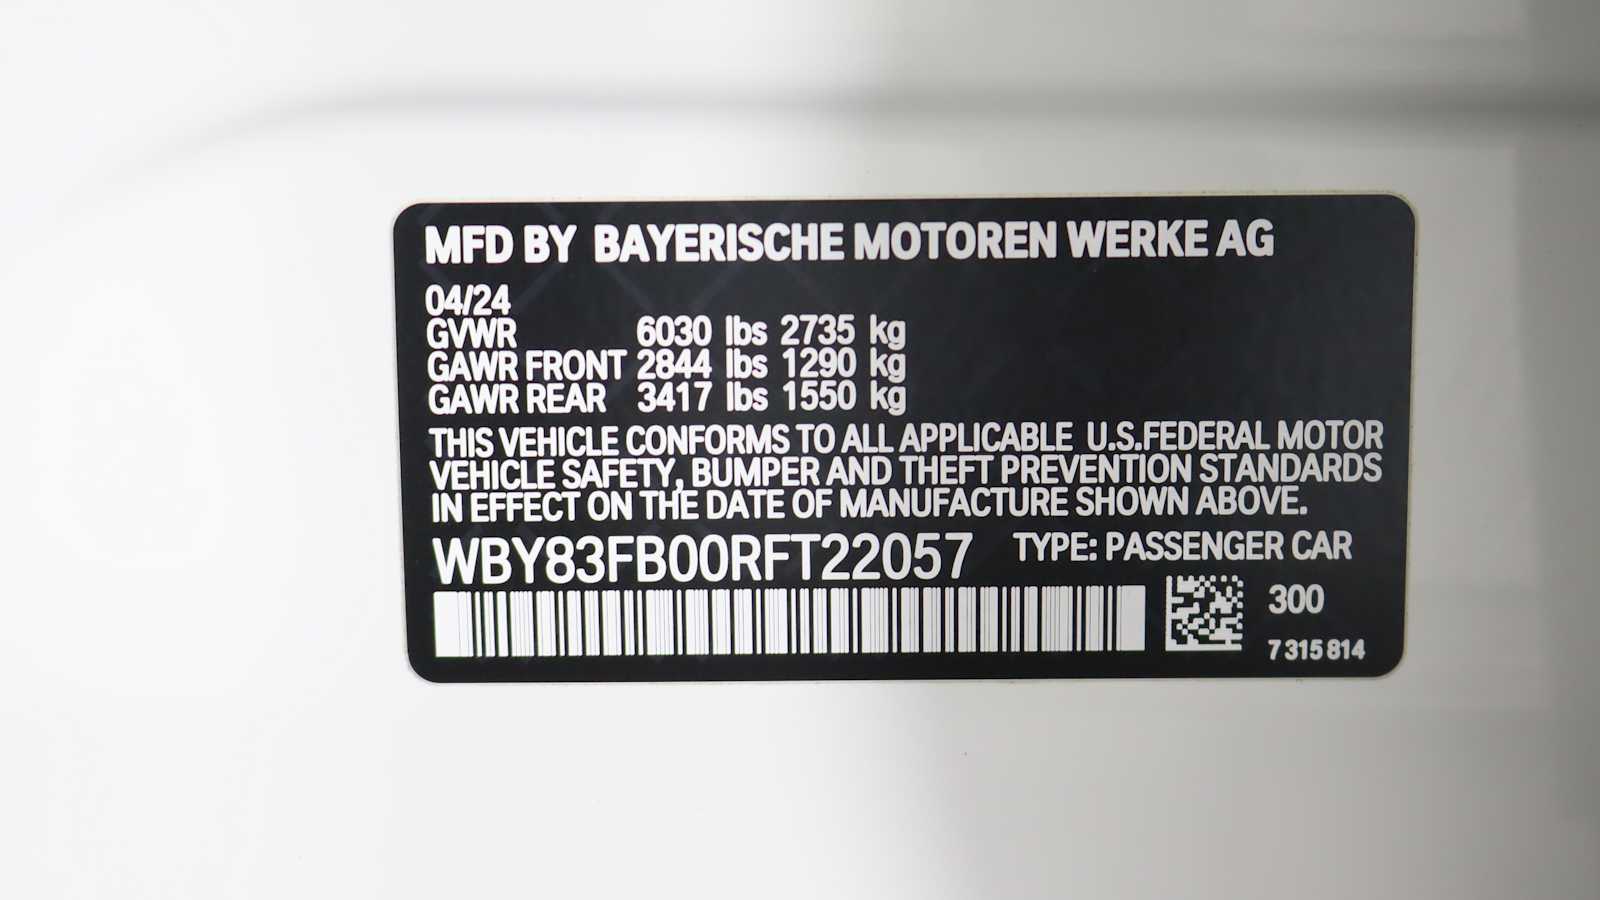 MFD BY BAYERISCHE MOTOREN WERKE AG
04/24
GVWR 6030 lbs 2735 kg
GAWR FRONT 2844 lbs 1290 kg
GAWR REAR 3417 lbs 1550 kg
THIS VEHICLE CONFORMS TO ALL APPLICABLE U.S.FEDERAL MOTOR
VEHICLE SAFETY, BUMPER AND THEFT PREVENTION STANDARDS
IN EFFECT ON THE DATE OF MANUFACTURE SHOWN ABOVE.
WBY83FB00RFT22057 TYPE: PASSENGER CAR
300
7 315 814